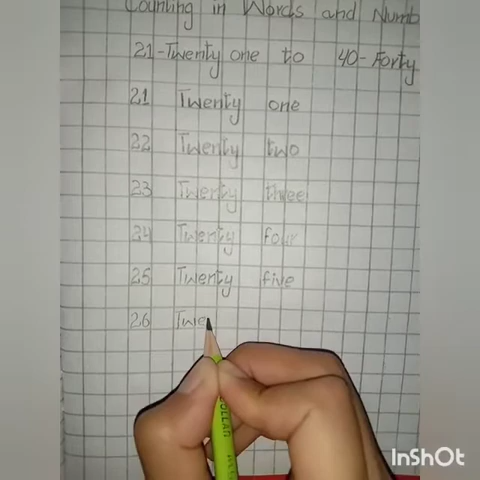 Counting in Words and Numb
21-Twenty one to 40-Forty
21 Twenty one
22 Twenty two
23 Twenty three
24 Twenty four
25 Twenty five
26 Twe
InShOt